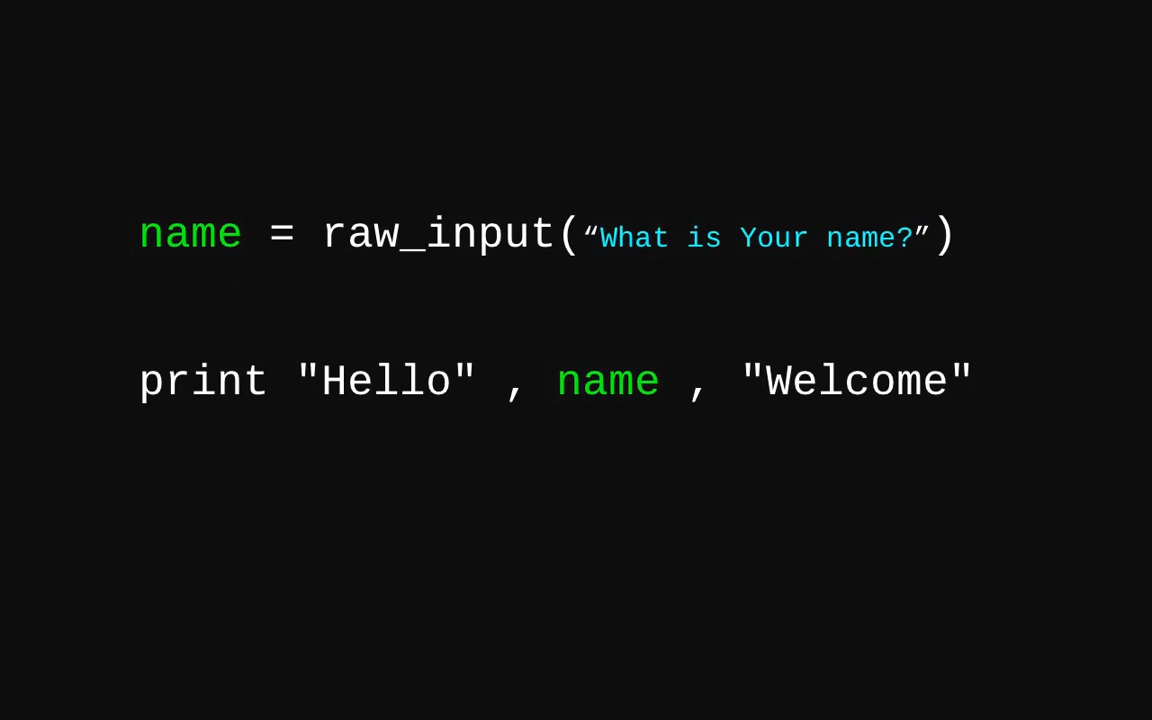 name = raw_input(“What is Your name?”)
print "Hello" , name , "Welcome"